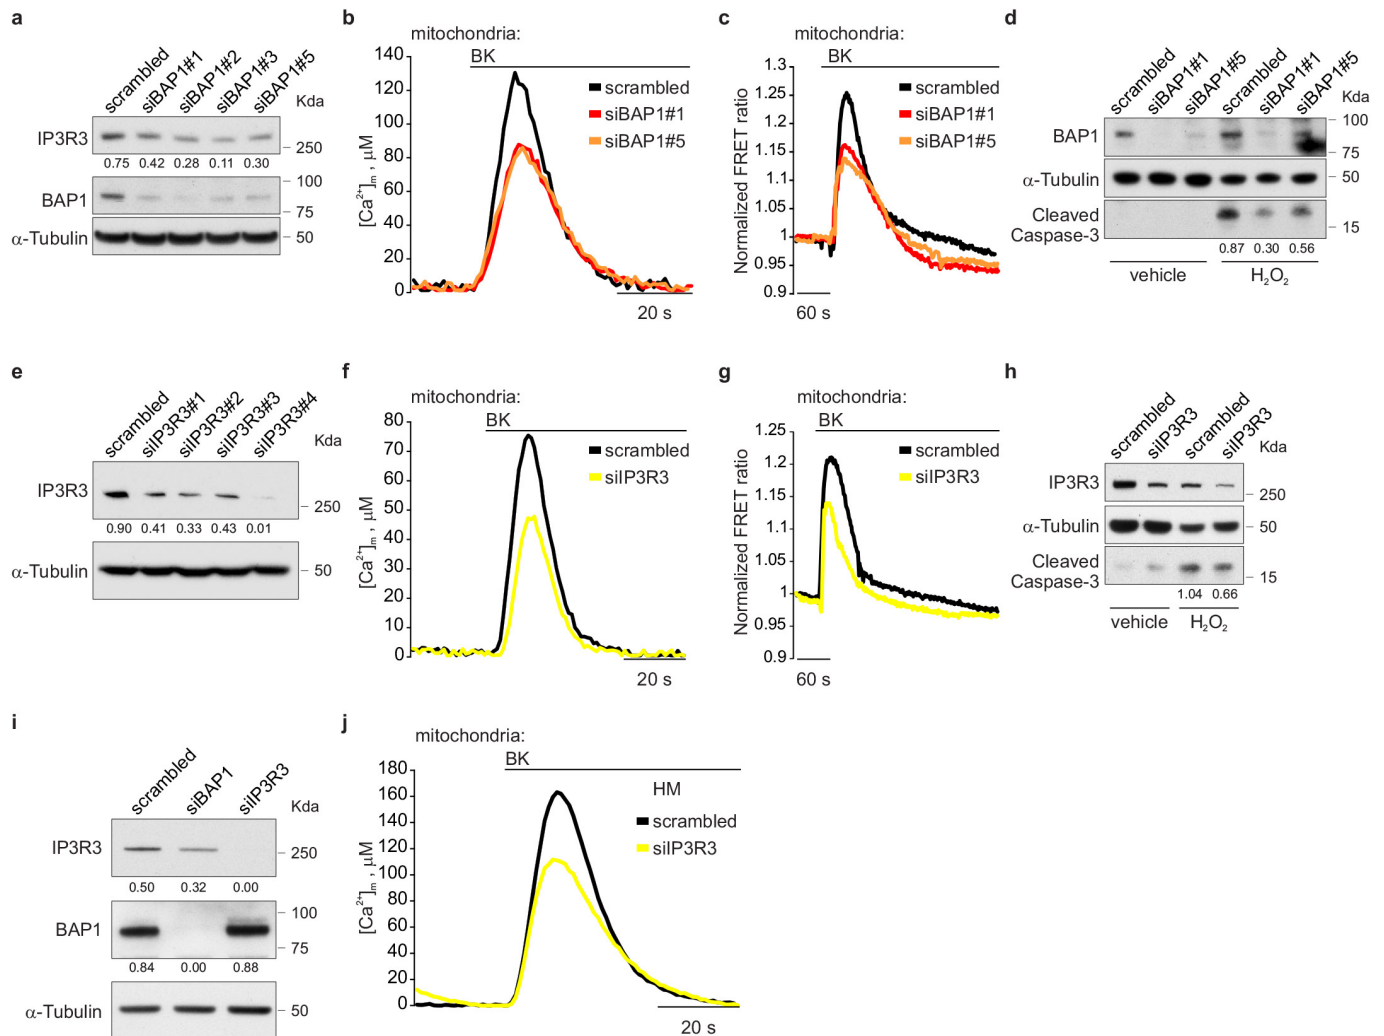 a
scrambled
siBAP1#1
siBAP1#2
siBAP1#3
siBAP1#5
Kda
IP3R3
250
0.75 0.42 0.28 0.11 0.30
BAP1
100
75
α-Tubulin
50
b
mitochondria:
BK
140
120
100
80
60
40
20
0
[Ca²⁺]ₘ , μM
scrambled
siBAP1#1
siBAP1#5
20 s
c
mitochondria:
BK
1.3
1.25
1.2
1.15
1.1
1.05
1
0.95
0.9
Normalized FRET ratio
scrambled
siBAP1#1
siBAP1#5
60 s
d
scrambled
siBAP1#1
siBAP1#5
scrambled
siBAP1#1
siBAP1#5
Kda
BAP1
100
75
α-Tubulin
50
Cleaved
Caspase-3
15
0.87 0.30 0.56
vehicle
H₂O₂
e
scrambled
siIP3R3#1
siIP3R3#2
siIP3R3#3
siIP3R3#4
Kda
IP3R3
250
0.90 0.41 0.33 0.43 0.01
α-Tubulin
50
f
mitochondria:
BK
80
70
60
50
40
30
20
10
0
[Ca²⁺]ₘ , μM
scrambled
siIP3R3
20 s
g
mitochondria:
BK
1.25
1.2
1.15
1.1
1.05
1
0.95
0.9
Normalized FRET ratio
scrambled
siIP3R3
60 s
h
scrambled
siIP3R3
scrambled
siIP3R3
Kda
IP3R3
250
α-Tubulin
50
Cleaved
Caspase-3
15
1.04 0.66
vehicle
H₂O₂
i
scrambled
siBAP1
siIP3R3
Kda
IP3R3
250
0.50 0.32 0.00
BAP1
100
75
0.84 0.00 0.88
α-Tubulin
50
j
mitochondria:
BK
180
160
140
120
100
80
60
40
20
0
[Ca²⁺]ₘ , μM
HM
scrambled
siIP3R3
20 s